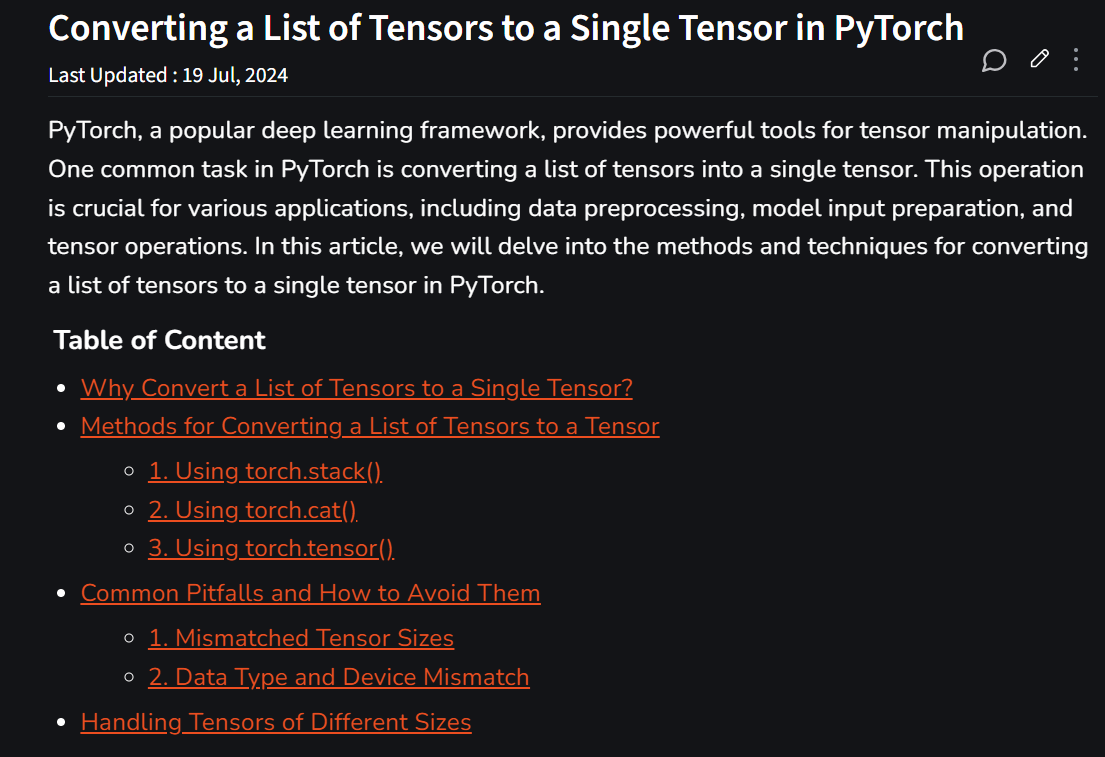 Converting a List of Tensors to a Single Tensor in PyTorch
Last Updated : 19 Jul, 2024
PyTorch, a popular deep learning framework, provides powerful tools for tensor manipulation.
One common task in PyTorch is converting a list of tensors into a single tensor. This operation
is crucial for various applications, including data preprocessing, model input preparation, and
tensor operations. In this article, we will delve into the methods and techniques for converting
a list of tensors to a single tensor in PyTorch.
Table of Content
Why Convert a List of Tensors to a Single Tensor?
Methods for Converting a List of Tensors to a Tensor
1. Using torch.stack()
2. Using torch.cat()
3. Using torch.tensor()
Common Pitfalls and How to Avoid Them
1. Mismatched Tensor Sizes
2. Data Type and Device Mismatch
Handling Tensors of Different Sizes